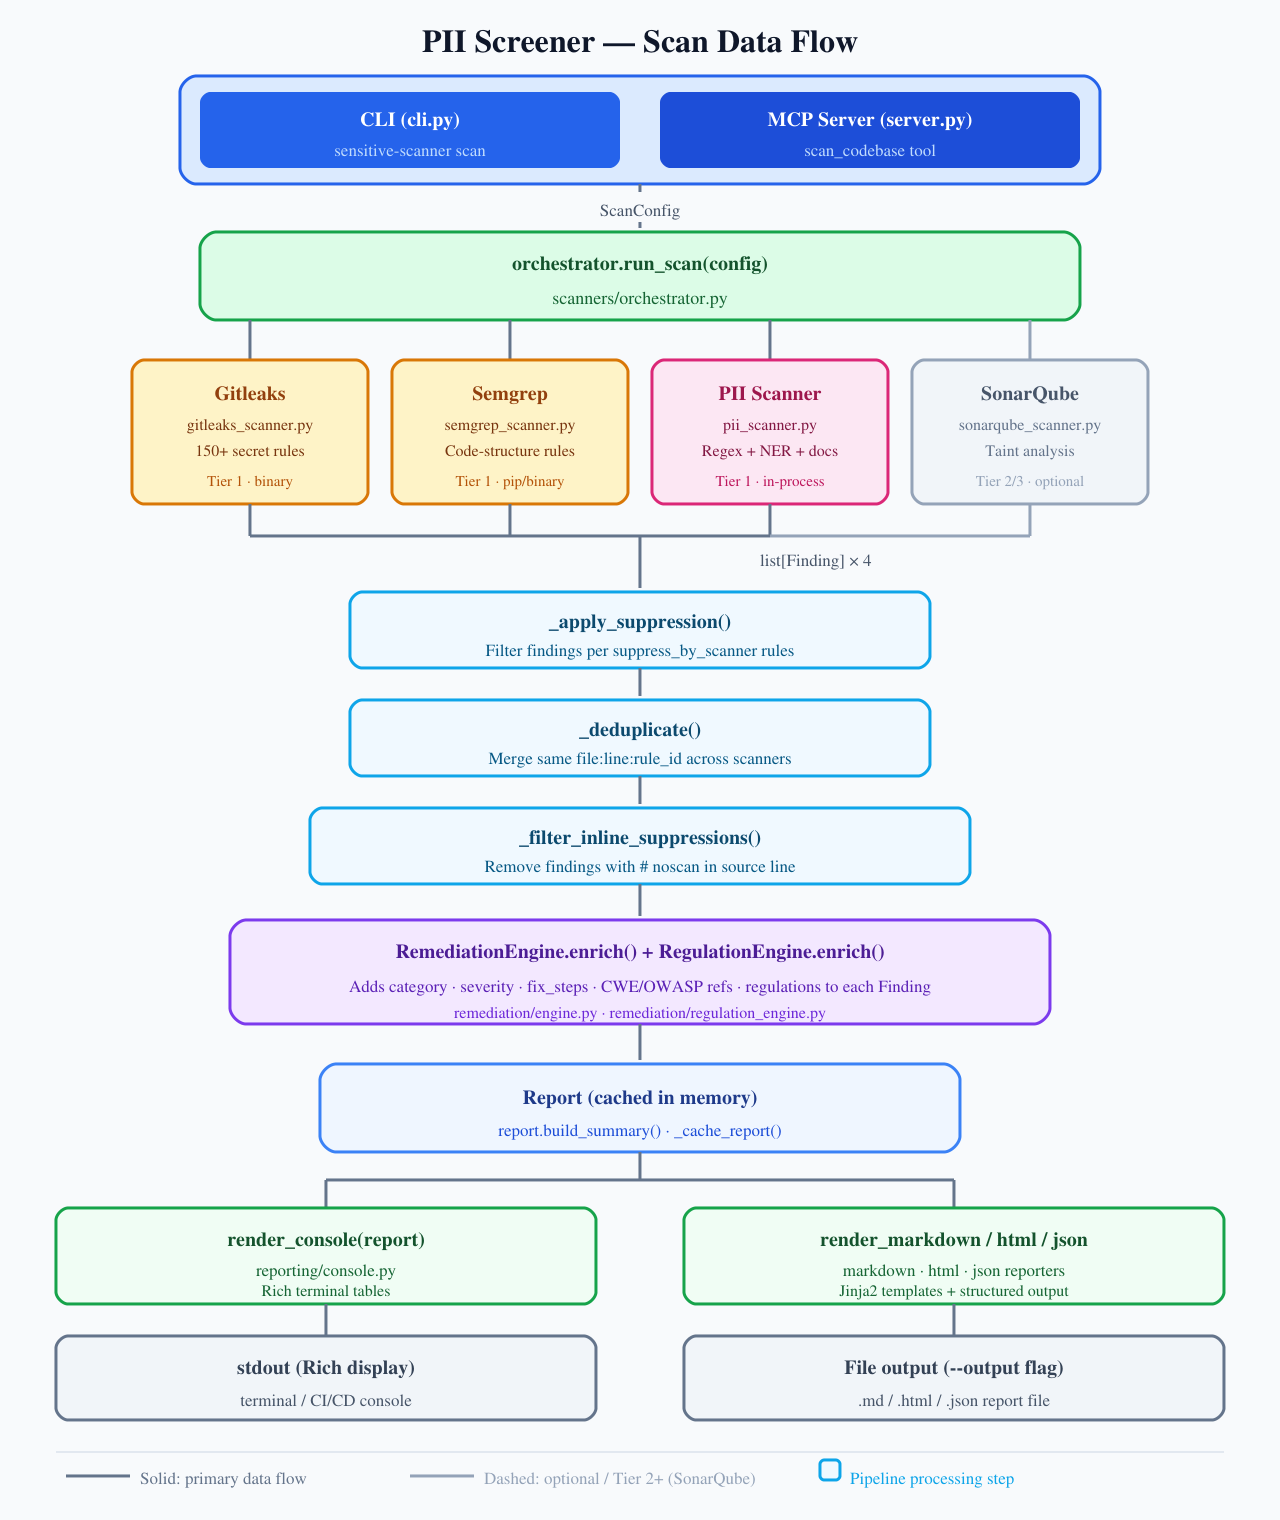 PII Screener — Scan Data Flow
CLI (cli.py)
sensitive-scanner scan
MCP Server (server.py)
scan_codebase tool
ScanConfig
orchestrator.run_scan(config)
scanners/orchestrator.py
Gitleaks
gitleaks_scanner.py
150+ secret rules
Tier 1 · binary
Semgrep
semgrep_scanner.py
Code-structure rules
Tier 1 · pip/binary
PII Scanner
pii_scanner.py
Regex + NER + docs
Tier 1 · in-process
SonarQube
sonarqube_scanner.py
Taint analysis
Tier 2/3 · optional
list[Finding] × 4
_apply_suppression()
Filter findings per suppress_by_scanner rules
_deduplicate()
Merge same file:line:rule_id across scanners
_filter_inline_suppressions()
Remove findings with # noscan in source line
RemediationEngine.enrich() + RegulationEngine.enrich()
Adds category · severity · fix_steps · CWE/OWASP refs · regulations to each Finding
remediation/engine.py · remediation/regulation_engine.py
Report (cached in memory)
report.build_summary() · _cache_report()
render_console(report)
reporting/console.py
Rich terminal tables
render_markdown / html / json
markdown · html · json reporters
Jinja2 templates + structured output
stdout (Rich display)
terminal / CI/CD console
File output (--output flag)
.md / .html / .json report file
Solid: primary data flow
Dashed: optional / Tier 2+ (SonarQube)
Pipeline processing step